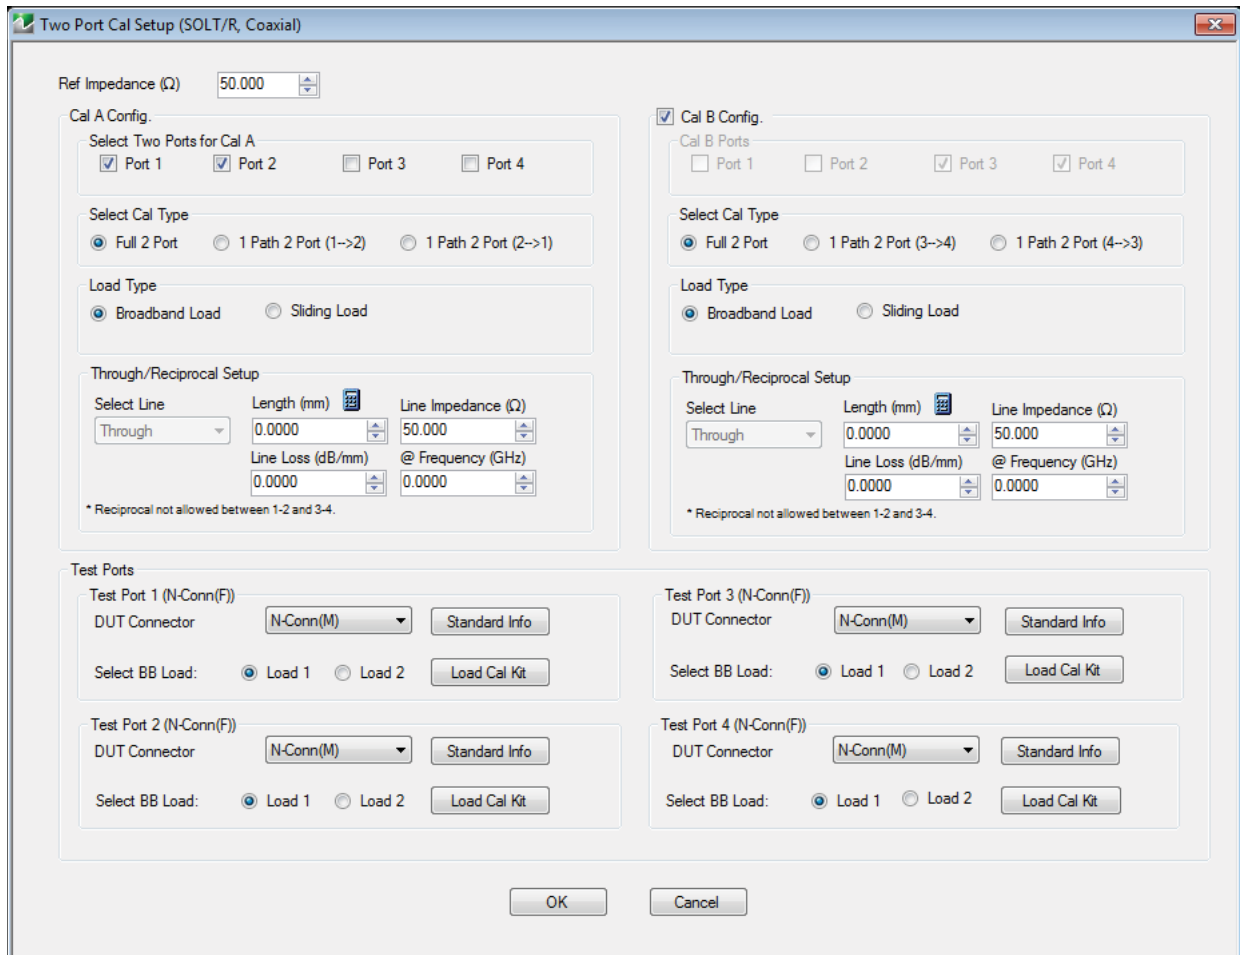 Two Port Cal Setup (SOLT/R, Coaxial)
Ref Impedance (Ω) 50.000
Cal A Config.
Select Two Ports for Cal A
Port 1 Port 2 Port 3 Port 4
Select Cal Type
Full 2 Port 1 Path 2 Port (1-->2) 1 Path 2 Port (2-->1)
Load Type
Broadband Load Sliding Load
Through/Reciprocal Setup
Select Line Length (mm) Line Impedance (Ω)
Through 0.0000 50.000
Line Loss (dB/mm) @ Frequency (GHz)
0.0000 0.0000
* Reciprocal not allowed between 1-2 and 3-4.
Cal B Config.
Cal B Ports
Port 1 Port 2 Port 3 Port 4
Select Cal Type
Full 2 Port 1 Path 2 Port (3-->4) 1 Path 2 Port (4-->3)
Load Type
Broadband Load Sliding Load
Through/Reciprocal Setup
Select Line Length (mm) Line Impedance (Ω)
Through 0.0000 50.000
Line Loss (dB/mm) @ Frequency (GHz)
0.0000 0.0000
* Reciprocal not allowed between 1-2 and 3-4.
Test Ports
Test Port 1 (N-Conn(F))
DUT Connector N-Conn(M) Standard Info
Select BB Load: Load 1 Load 2 Load Cal Kit
Test Port 3 (N-Conn(F))
DUT Connector N-Conn(M) Standard Info
Select BB Load: Load 1 Load 2 Load Cal Kit
Test Port 2 (N-Conn(F))
DUT Connector N-Conn(M) Standard Info
Select BB Load: Load 1 Load 2 Load Cal Kit
Test Port 4 (N-Conn(F))
DUT Connector N-Conn(M) Standard Info
Select BB Load: Load 1 Load 2 Load Cal Kit
OK Cancel